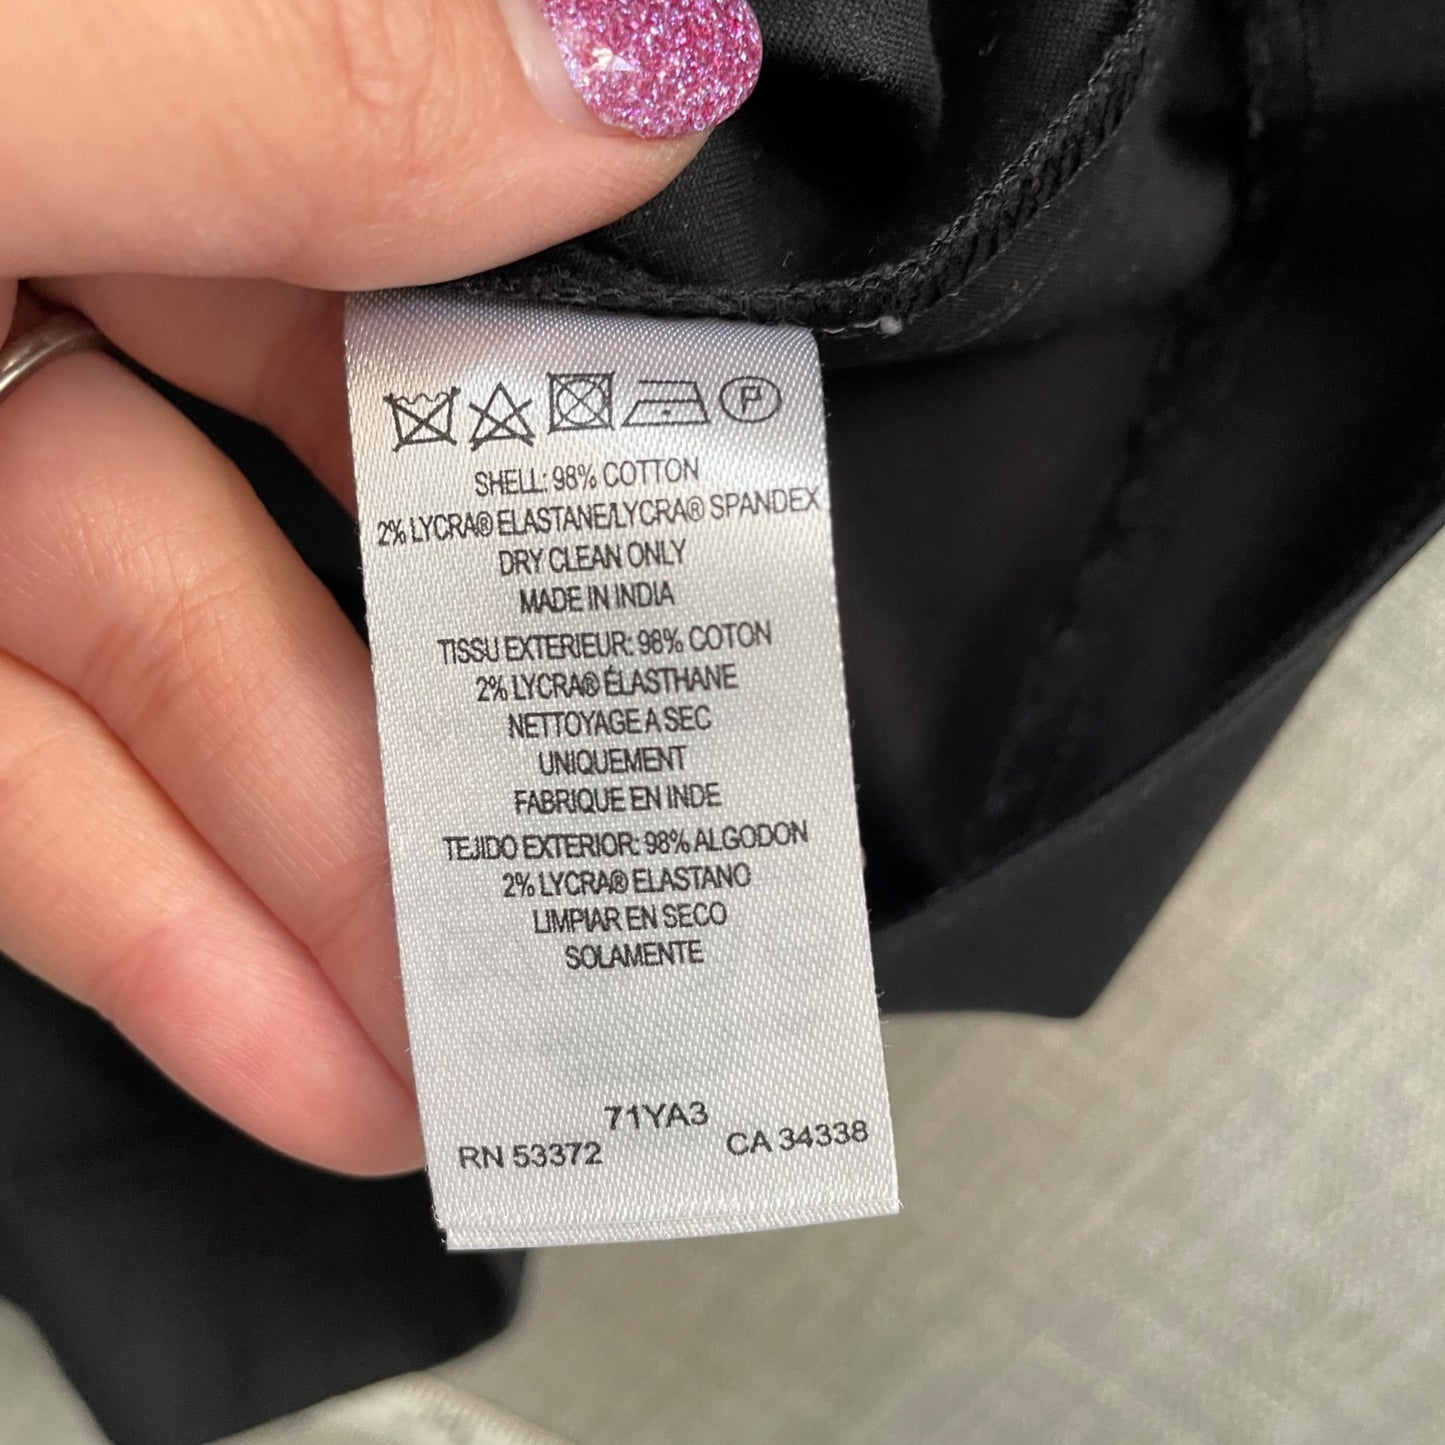 P
SHELL: 98% COTTON
2% LYCRA® ELASTANE/LYCRA® SPANDEX
DRY CLEAN ONLY
MADE IN INDIA
TISSU EXTERIEUR: 98% COTON
2% LYCRA® ÉLASTHANE
NETTOYAGE A SEC
UNIQUEMENT
FABRIQUE EN INDE
TEJIDO EXTERIOR: 98% ALGODON
2% LYCRA® ELASTANO
LIMPIAR EN SECO
SOLAMENTE
71YA3
RN 53372 CA 34338